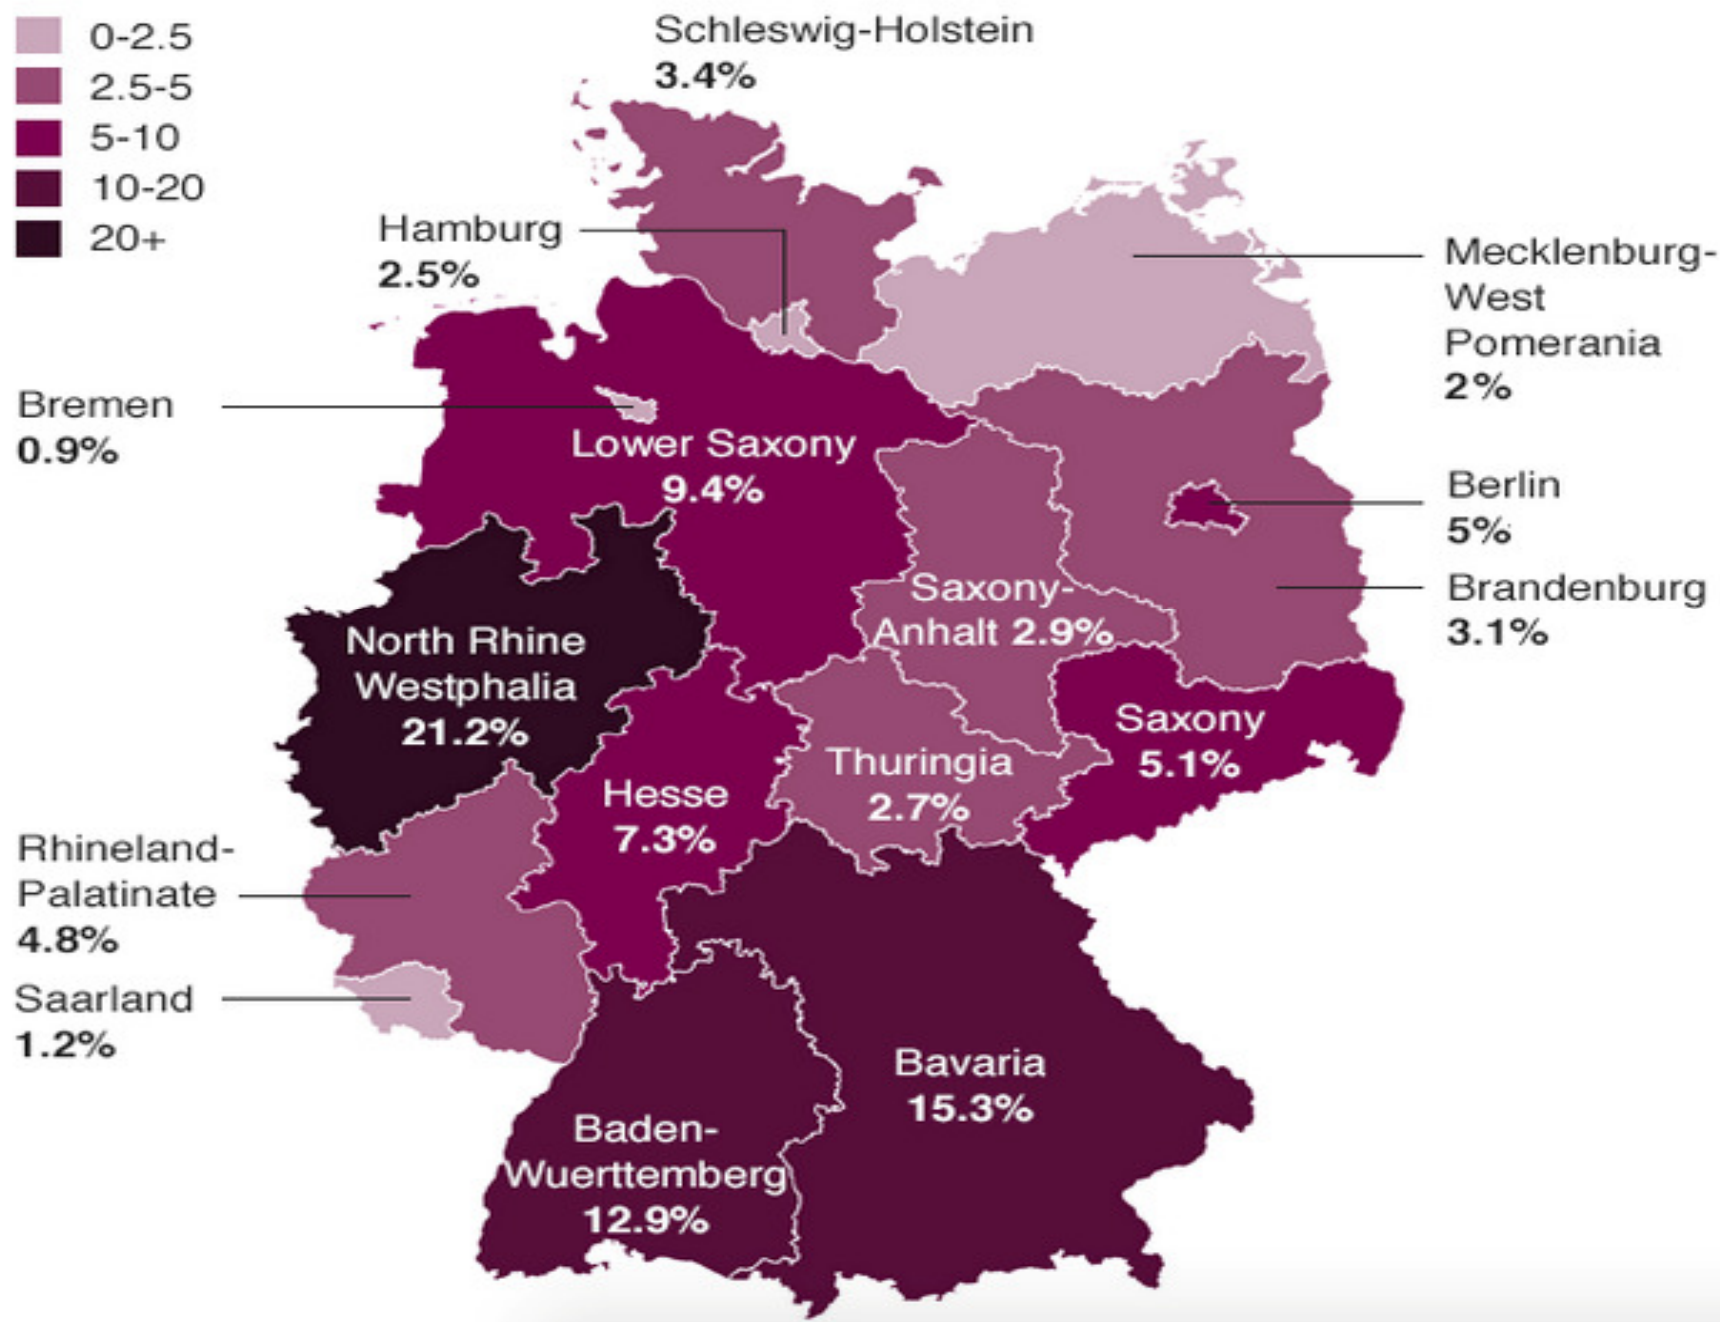 0-2.5
2.5-5
5-10
10-20
20+
Schleswig-Holstein
3.4%
Hamburg
2.5%
Mecklenburg-
West
Pomerania
2%
Bremen
0.9%
Lower Saxony
9.4%
Berlin
5%
Brandenburg
3.1%
Saxony-
Anhalt 2.9%
North Rhine
Westphalia
21.2%
Saxony
5.1%
Thuringia
2.7%
Hesse
7.3%
Rhineland-
Palatinate
4.8%
Saarland
1.2%
Bavaria
15.3%
Baden-
Wuerttemberg
12.9%